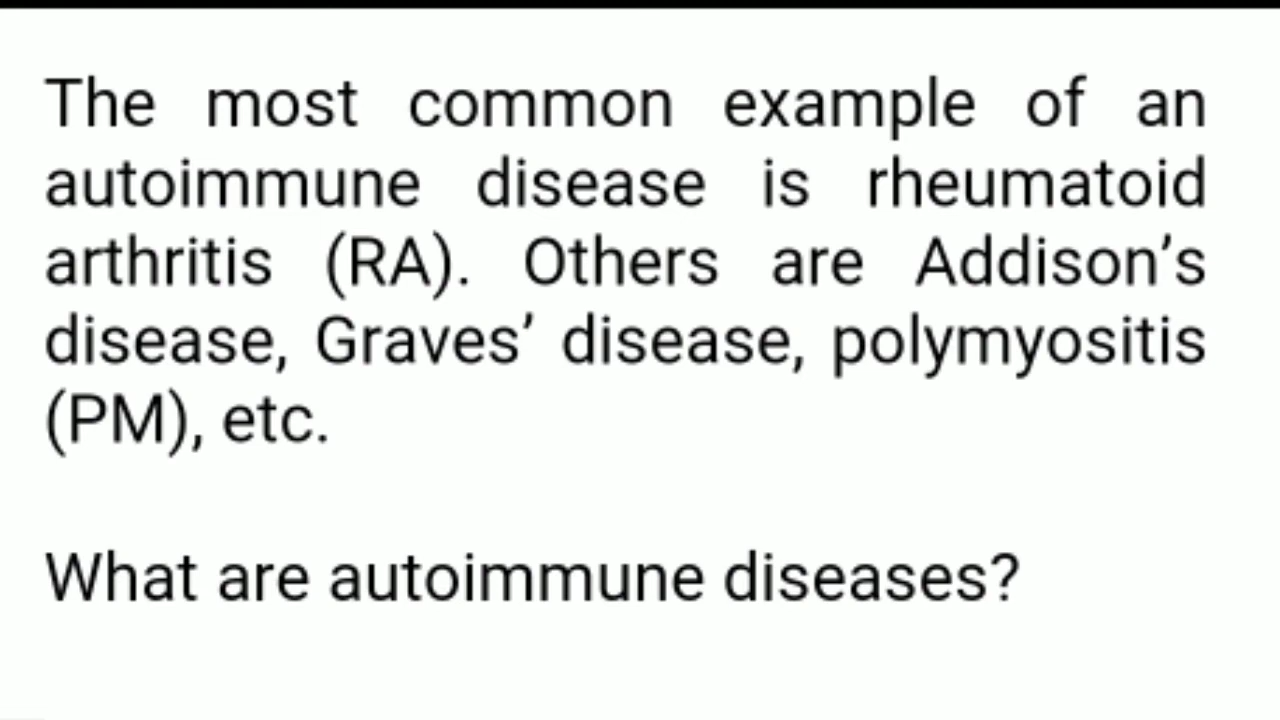 The most common example of an
autoimmune disease is rheumatoid
arthritis (RA). Others are Addison’s
disease, Graves’ disease, polymyositis
(PM), etc.
What are autoimmune diseases?